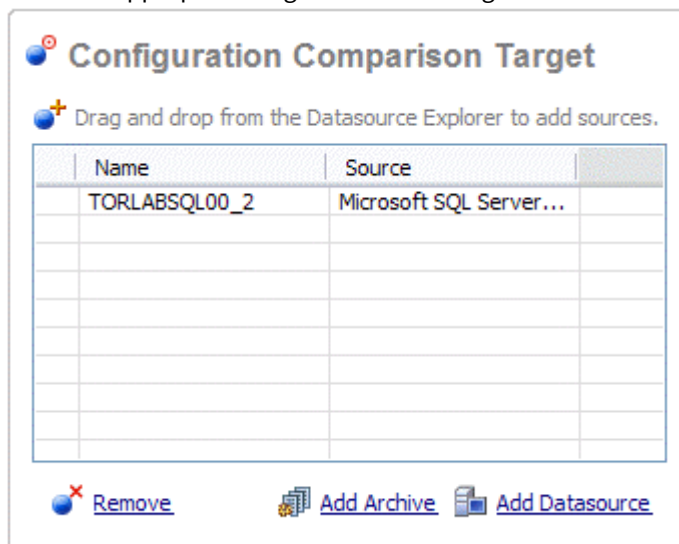 Configuration Comparison Target
Drag and drop from the Datasource Explorer to add sources.
Name Source
TORLABSQL00_2 Microsoft SQL Server...
Remove Add Archive Add Datasource